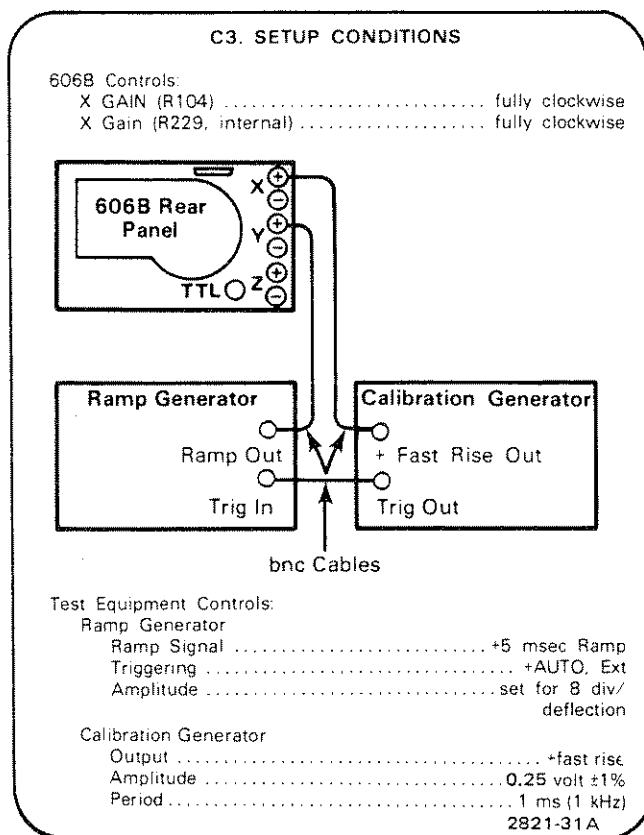 C3. SETUP CONDITIONS
606B Controls:
X GAIN (R104) ............................ fully clockwise
X Gain (R229, internal) .................. fully clockwise
606B Rear
Panel
X
+
−
Y
+
−
TTL
Z
+
−
Ramp Generator
Ramp Out
Trig In
Calibration Generator
+ Fast Rise Out
Trig Out
bnc Cables
Test Equipment Controls:
Ramp Generator
Ramp Signal ................................ +5 msec Ramp
Triggering .................................... +AUTO, Ext
Amplitude ................................ set for 8 div/
deflection
Calibration Generator
Output ........................................ +fast rise
Amplitude ................................ 0.25 volt ±1%
Period ...................................... 1 ms (1 kHz)
2821-31A